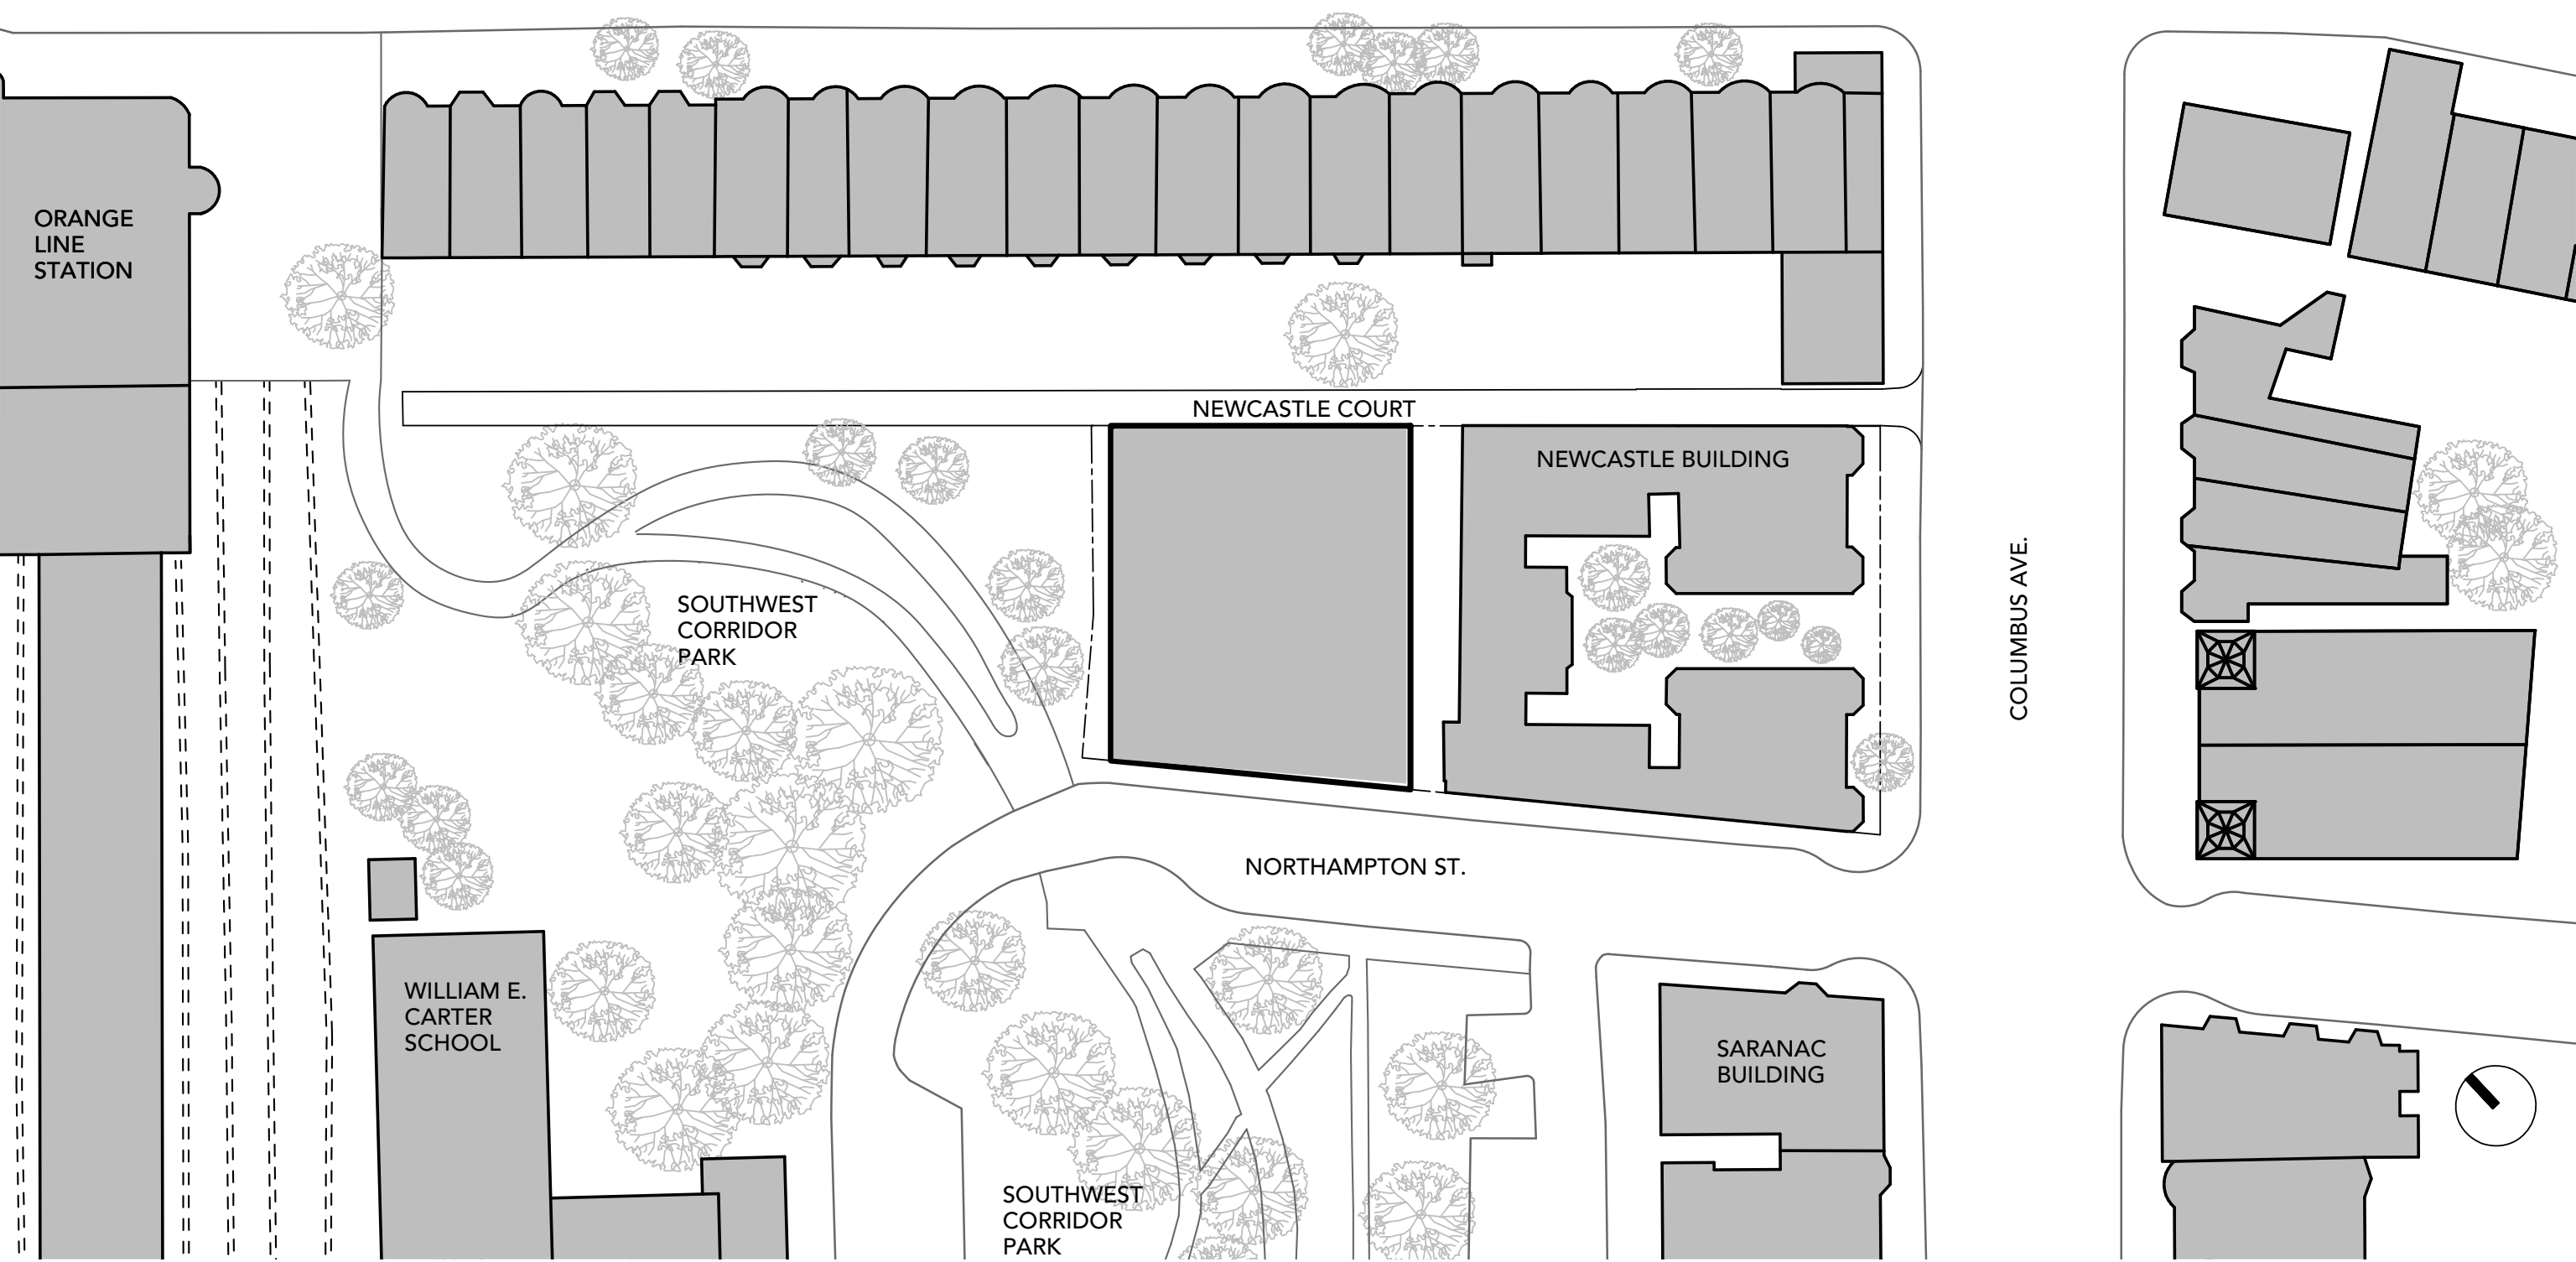 ORANGE
LINE
STATION
NEWCASTLE COURT
NEWCASTLE BUILDING
SOUTHWEST
CORRIDOR
PARK
COLUMBUS AVE.
NORTHAMPTON ST.
WILLIAM E.
CARTER
SCHOOL
SARANAC
BUILDING
SOUTHWEST
CORRIDOR
PARK